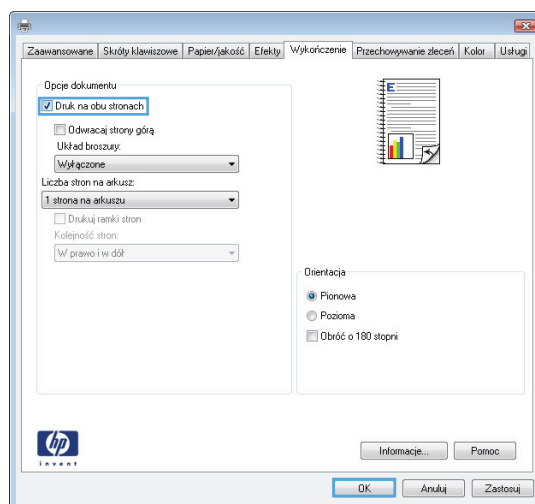 Zaawansowane Skróty klawiszowe Papier/jakość Efekty Wykończenie Przechowywanie zleceń Kolor Usługi
Opcje dokumentu
Druk na obu stronach
Odwracaj strony górą
Układ broszury:
Wyłączone
Liczba stron na arkusz:
1 strona na arkuszu
Drukuj ramki stron
Kolejność stron:
W prawo i w dół
E
Orientacja
Pionowa
Pozioma
Obróć o 180 stopni
hp
invent
Informacje... Pomoc
OK Anuluj Zastosuj